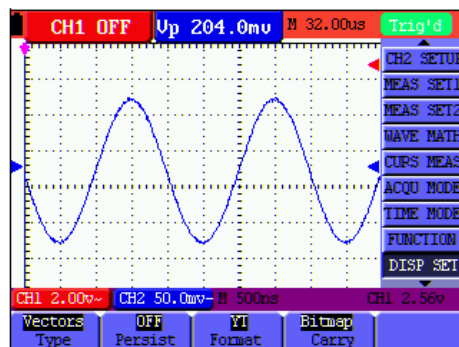 CH1 OFF Vp 204.0mv M 32.00us Trig'd
CH2 SETUP
MEAS SET1
MEAS SET2
WAVE MATH
CURS MEAS
ACQU MODE
TIME MODE
FUNCTION
DISP SET
CH1 2.00v~ CH2 50.0mv- M 500ns CH1 2.56v
Vectors OFF YT Bitmap
Type Persist Format Carry